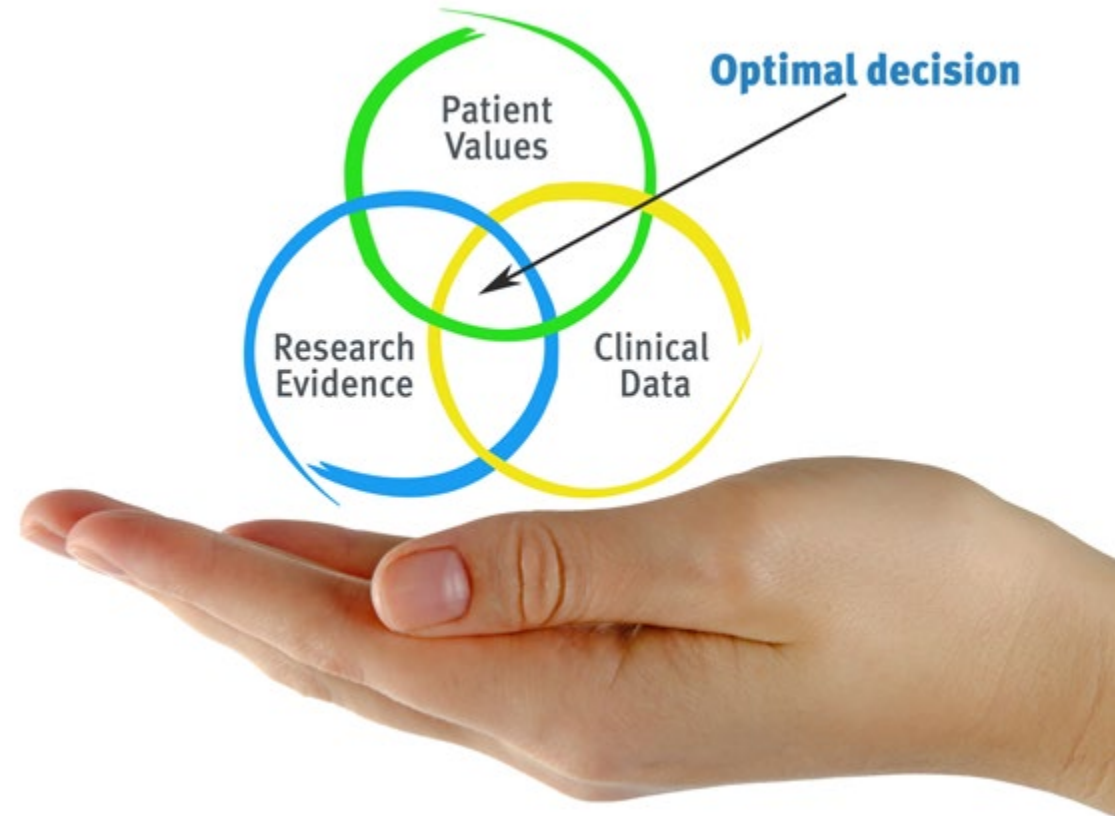 Optimal decision
Patient
Values
Research
Evidence
Clinical
Data